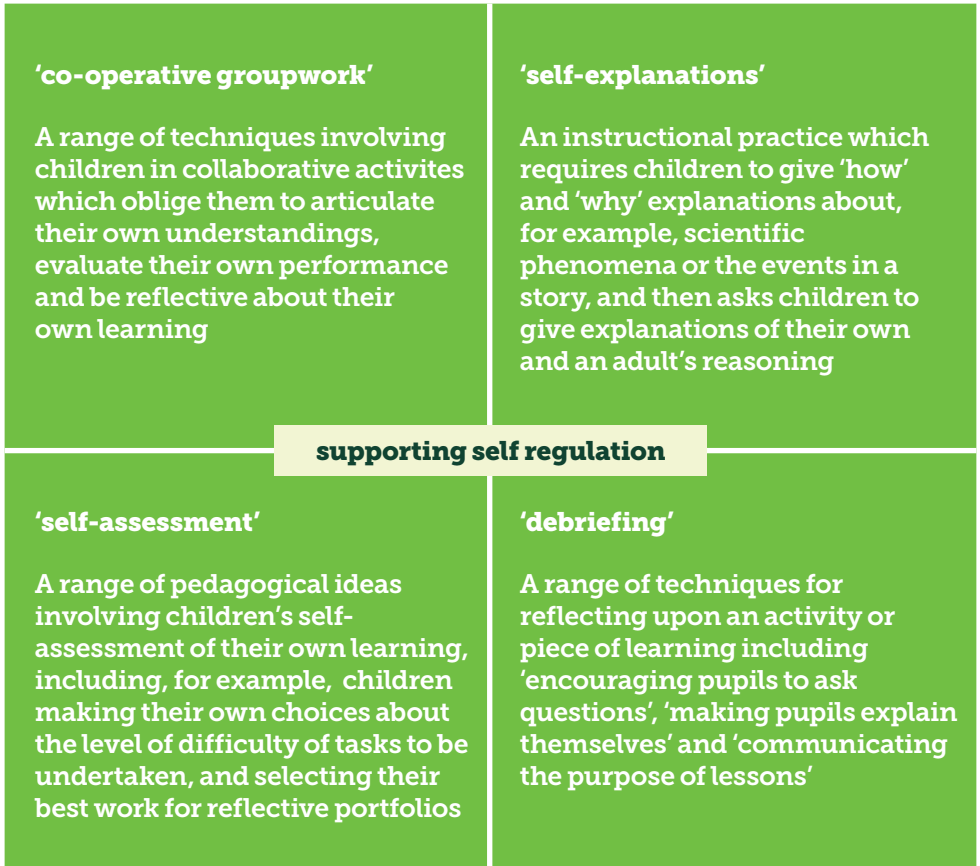 ‘co-operative groupwork’
A range of techniques involving
children in collaborative activites
which oblige them to articulate
their own understandings,
evaluate their own performance
and be reflective about their
own learning
‘self-explanations’
An instructional practice which
requires children to give ‘how’
and ‘why’ explanations about,
for example, scientific
phenomena or the events in a
story, and then asks children to
give explanations of their own
and an adult’s reasoning
supporting self regulation
‘self-assessment’
A range of pedagogical ideas
involving children’s self-
assessment of their own learning,
including, for example,  children
making their own choices about
the level of difficulty of tasks to be
undertaken, and selecting their
best work for reflective portfolios
‘debriefing’
A range of techniques for
reflecting upon an activity or
piece of learning including
‘encouraging pupils to ask
questions’, ‘making pupils explain
themselves’ and ‘communicating
the purpose of lessons’